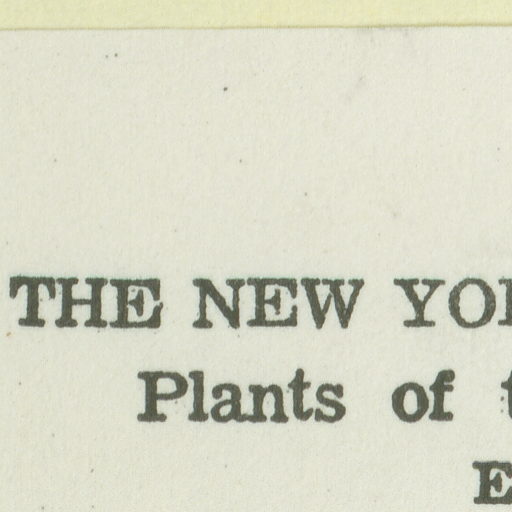 THE NEW YO
Plants of